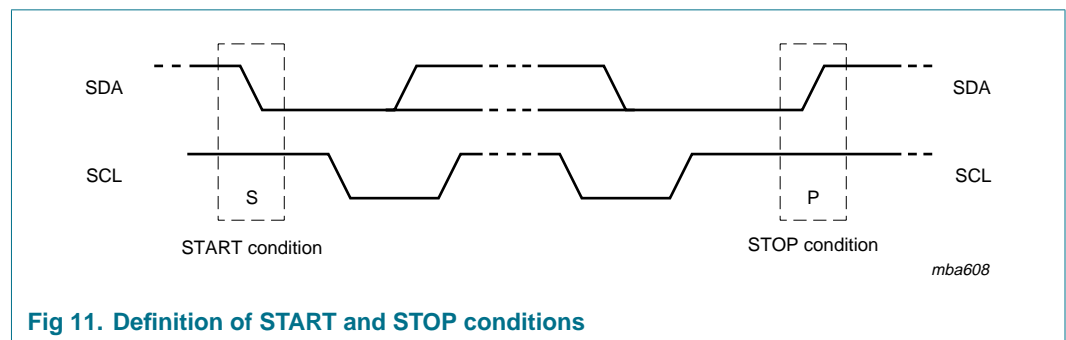 SDA SDA
SCL SCL
S P
START condition STOP condition
mba608
Fig 11. Definition of START and STOP conditions